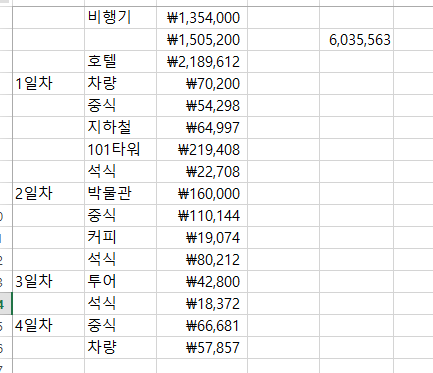 비행기 ₩1,354,000
₩1,505,200 6,035,563
호텔 ₩2,189,612
1일차 차량 ₩70,200
중식 ₩54,298
지하철 ₩64,997
101타워 ₩219,408
석식 ₩22,708
2일차 박물관 ₩160,000
중식 ₩110,144
커피 ₩19,074
석식 ₩80,212
3일차 투어 ₩42,800
석식 ₩18,372
4일차 중식 ₩66,681
차량 ₩57,857